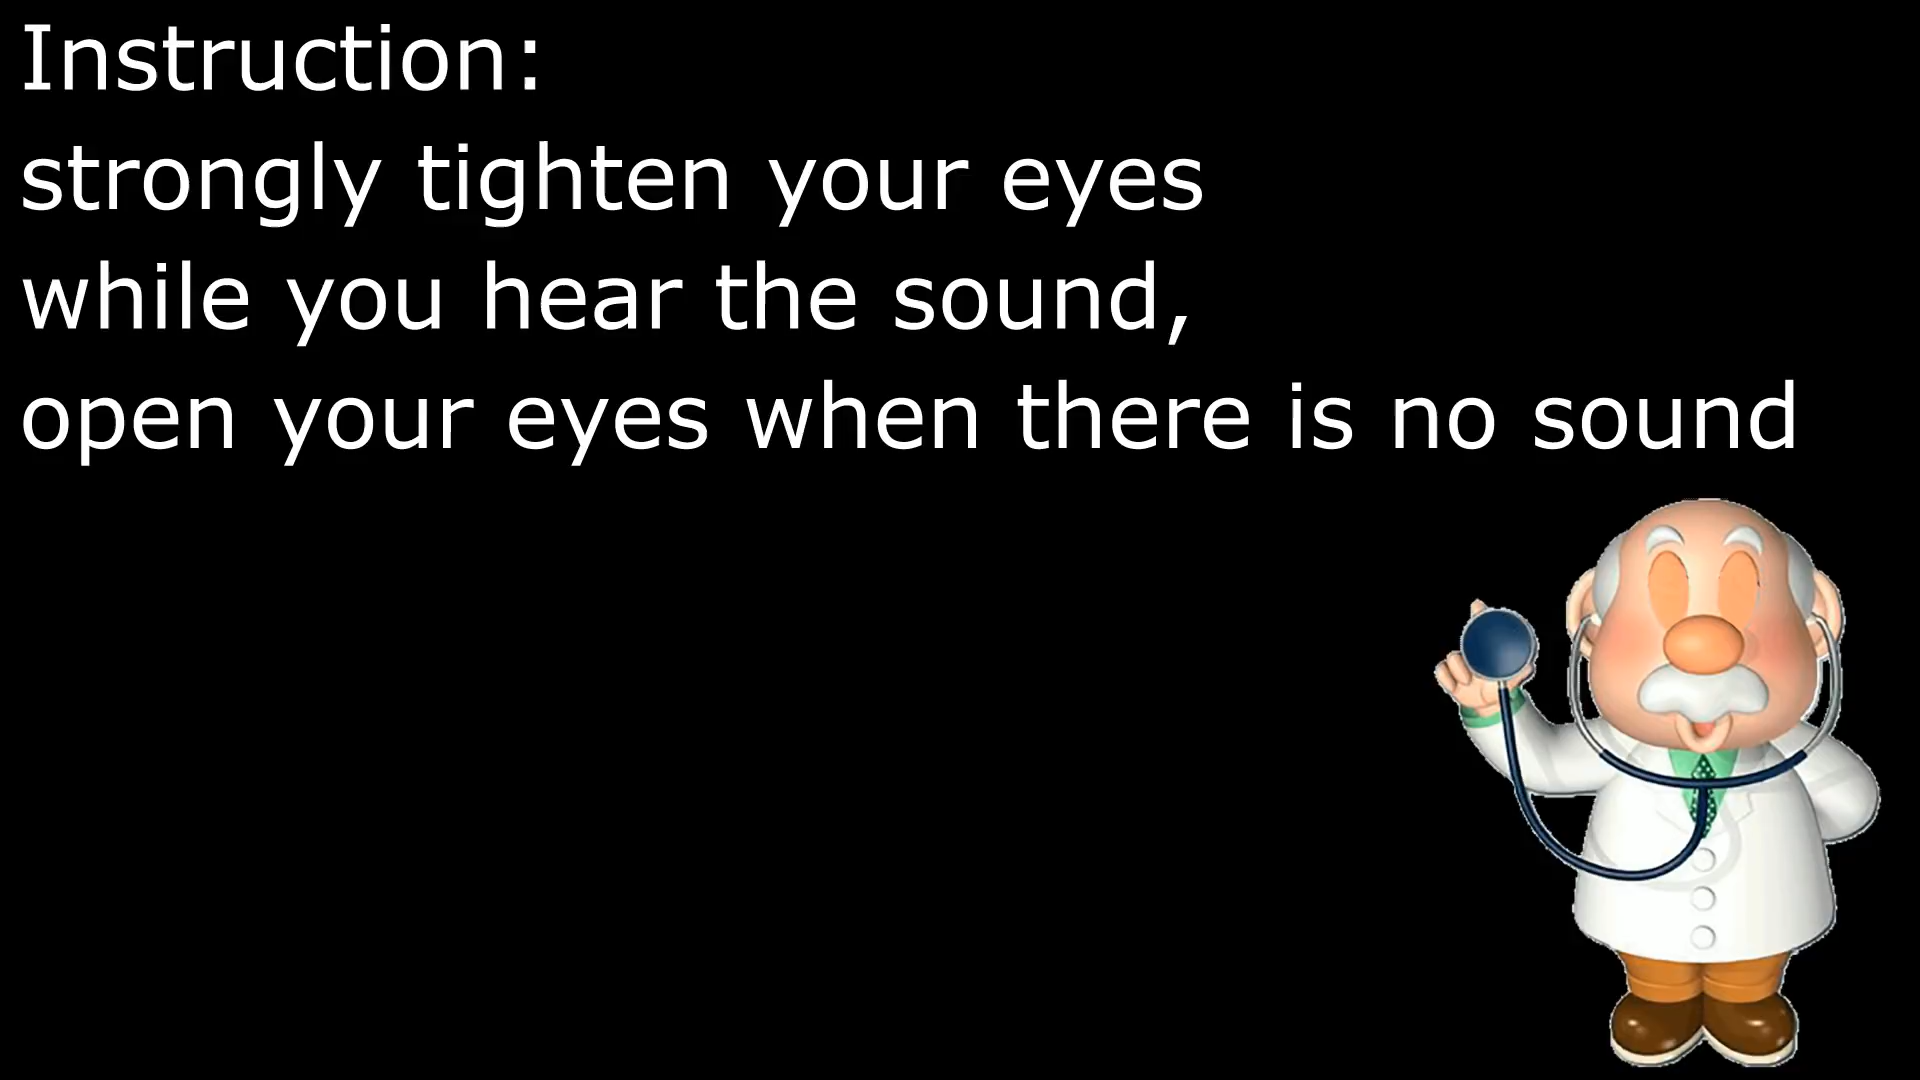 Instruction:
strongly tighten your eyes
while you hear the sound,
open your eyes when there is no sound